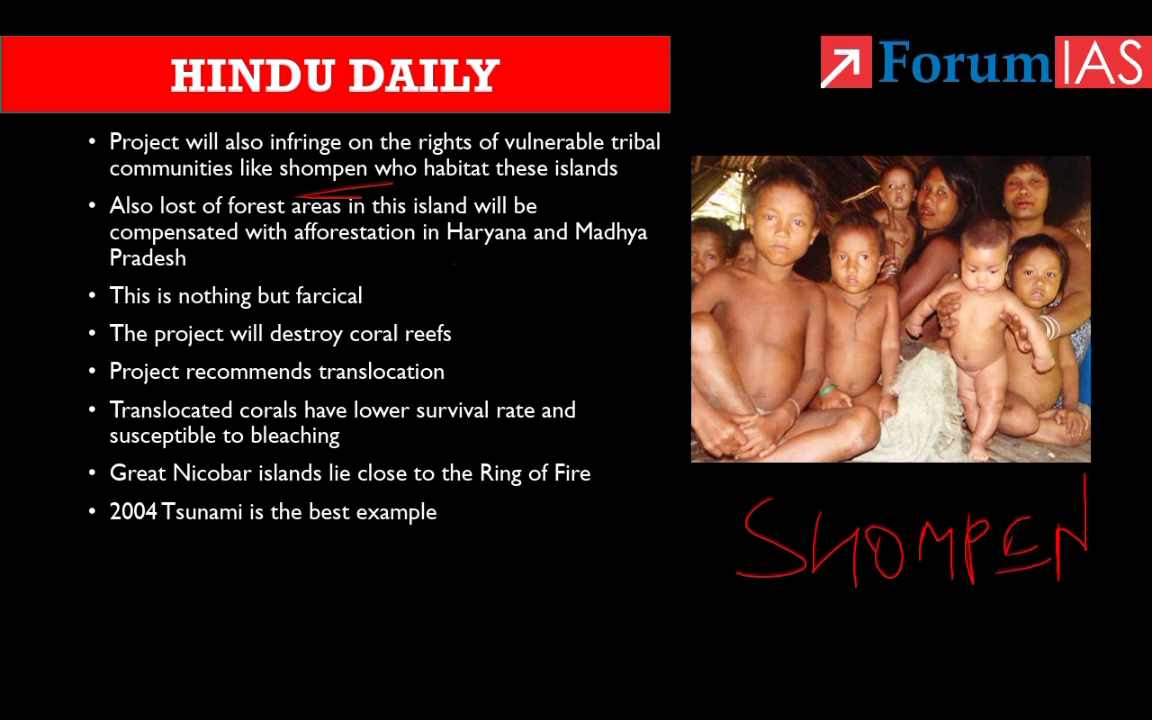 HINDU DAILY
ForumIAS
• Project will also infringe on the rights of vulnerable tribal
communities like shompen who habitat these islands
• Also lost of forest areas in this island will be
compensated with afforestation in Haryana and Madhya
Pradesh
• This is nothing but farcical
• The project will destroy coral reefs
• Project recommends translocation
• Translocated corals have lower survival rate and
susceptible to bleaching
• Great Nicobar islands lie close to the Ring of Fire
• 2004 Tsunami is the best example
SHOMPEN